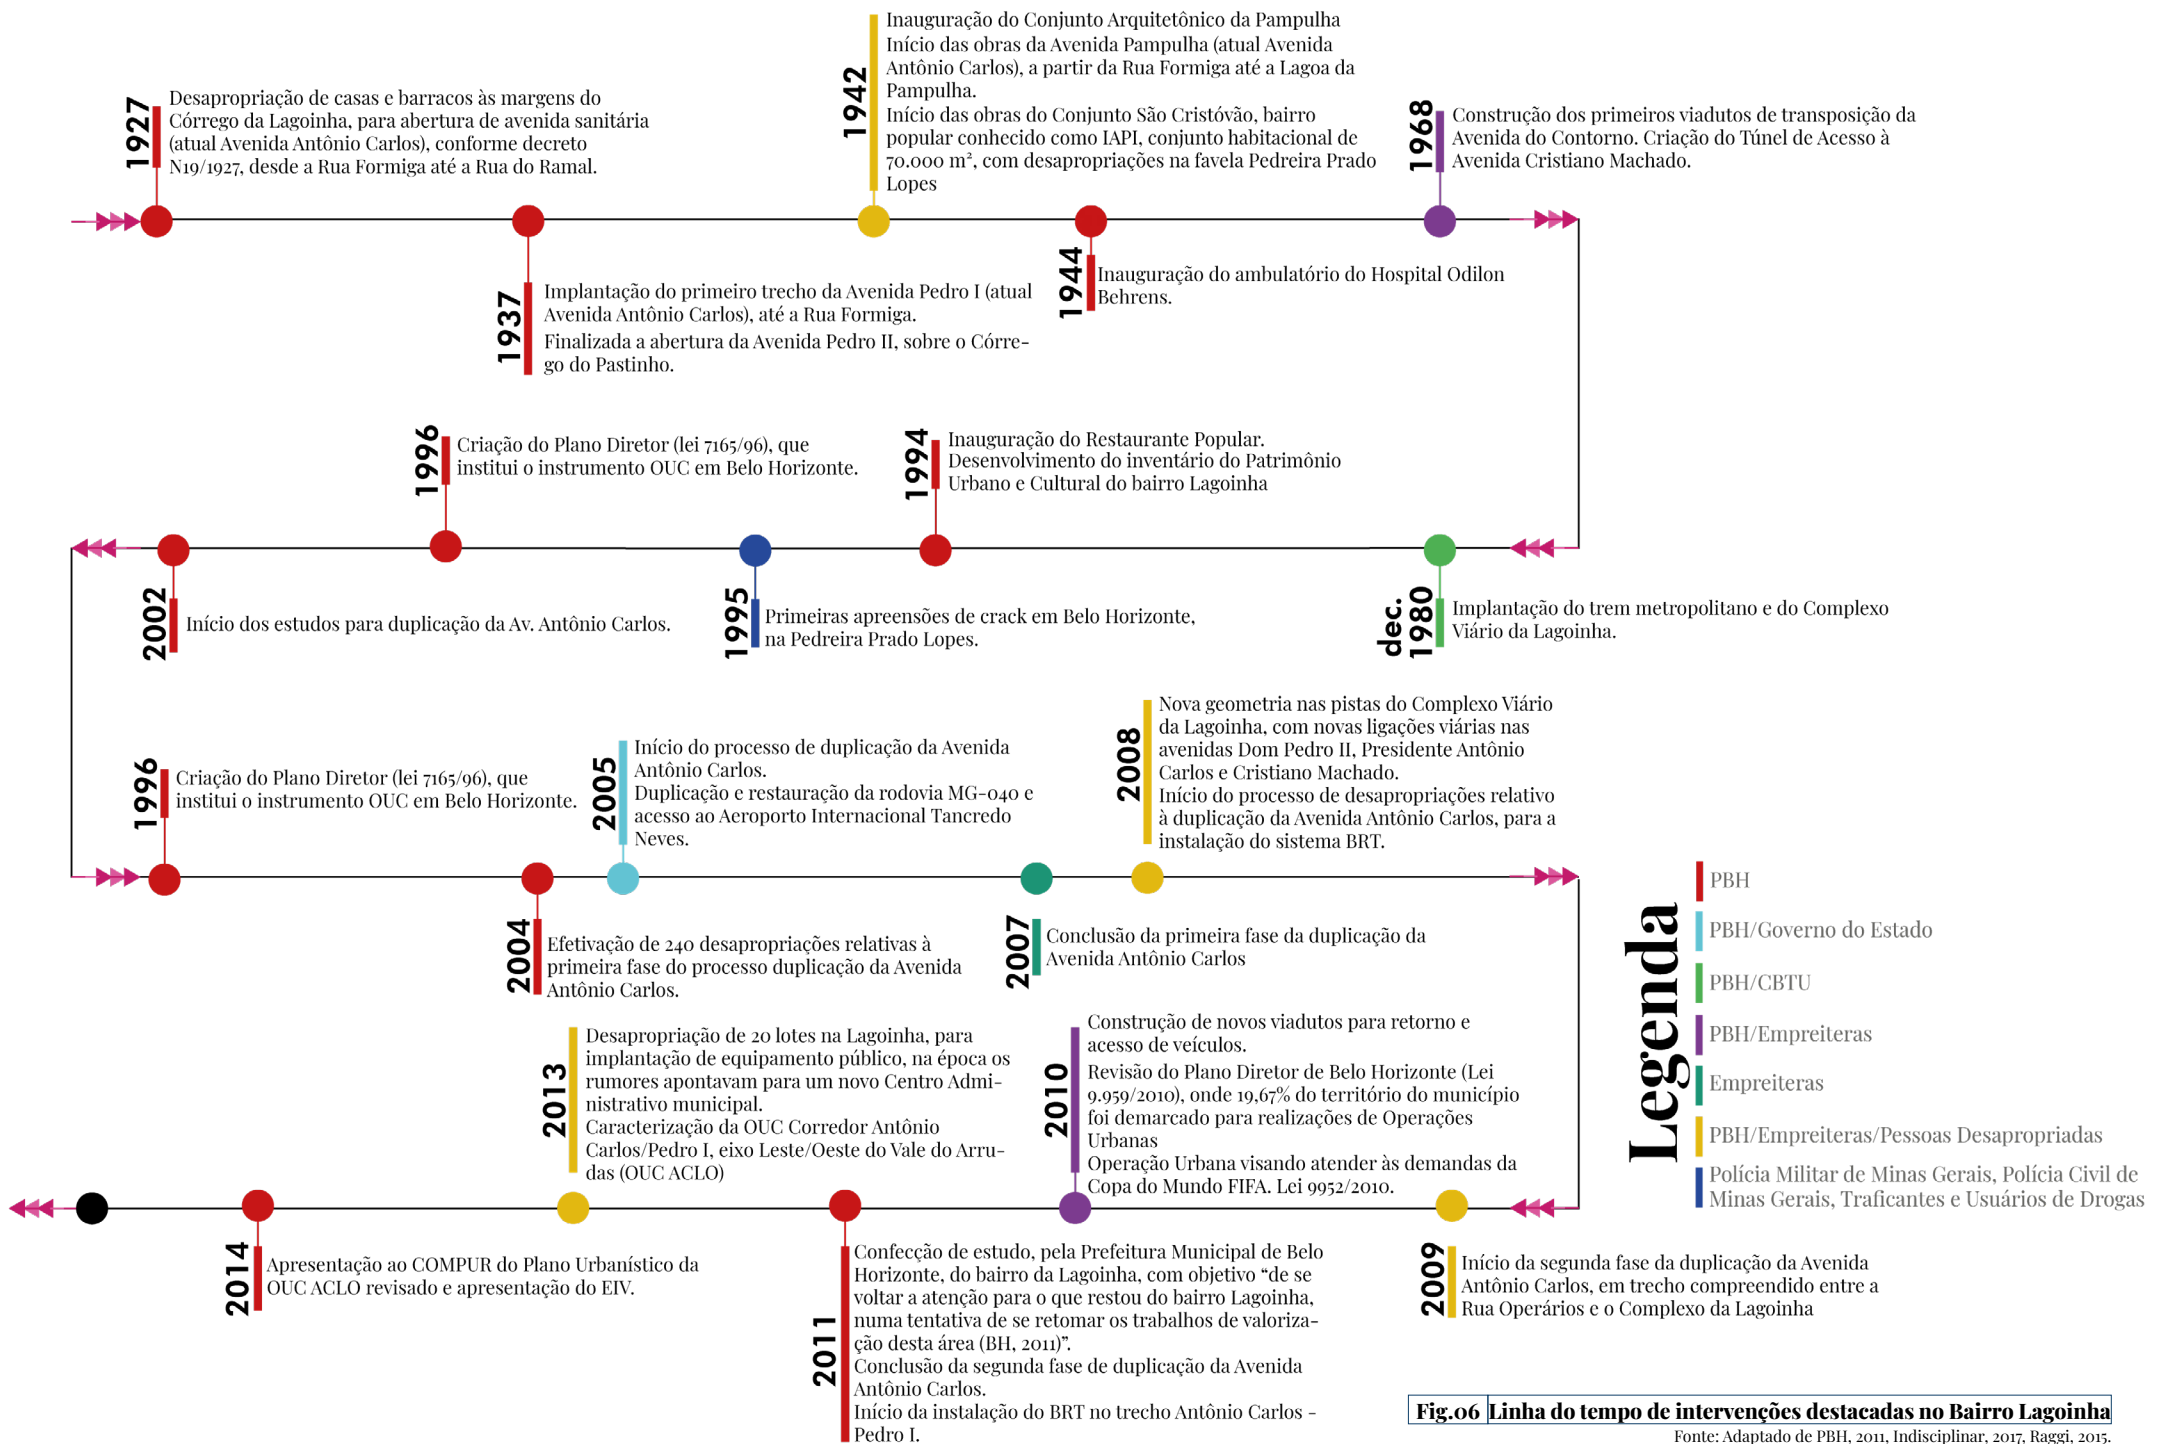 1927
Desapropriação de casas e barracos às margens do
Córrego da Lagoinha, para abertura de avenida sanitária
(atual Avenida Antônio Carlos), conforme decreto
N19/1927, desde a Rua Formiga até a Rua do Ramal.
1937
Implantação do primeiro trecho da Avenida Pedro I (atual
Avenida Antônio Carlos), até a Rua Formiga.
Finalizada a abertura da Avenida Pedro II, sobre o Córre-
go do Pastinho.
1942
Inauguração do Conjunto Arquitetônico da Pampulha
Início das obras da Avenida Pampulha (atual Avenida
Antônio Carlos), a partir da Rua Formiga até a Lagoa da
Pampulha.
Início das obras do Conjunto São Cristóvão, bairro
popular conhecido como IAPI, conjunto habitacional de
70.000 m², com desapropriações na favela Pedreira Prado
Lopes
1944
Inauguração do ambulatório do Hospital Odilon
Behrens.
1968
Construção dos primeiros viadutos de transposição da
Avenida do Contorno. Criação do Túnel de Acesso à
Avenida Cristiano Machado.
dec.
1980
Implantação do trem metropolitano e do Complexo
Viário da Lagoinha.
1994
Inauguração do Restaurante Popular.
Desenvolvimento do inventário do Patrimônio
Urbano e Cultural do bairro Lagoinha
1995
Primeiras apreensões de crack em Belo Horizonte,
na Pedreira Prado Lopes.
1996
Criação do Plano Diretor (lei 7165/96), que
institui o instrumento OUC em Belo Horizonte.
2002
Início dos estudos para duplicação da Av. Antônio Carlos.
1996
Criação do Plano Diretor (lei 7165/96), que
institui o instrumento OUC em Belo Horizonte.
2004
Efetivação de 240 desapropriações relativas à
primeira fase do processo duplicação da Avenida
Antônio Carlos.
2005
Início do processo de duplicação da Avenida
Antônio Carlos.
Duplicação e restauração da rodovia MG-040 e
acesso ao Aeroporto Internacional Tancredo
Neves.
2007
Conclusão da primeira fase da duplicação da
Avenida Antônio Carlos
2008
Nova geometria nas pistas do Complexo Viário
da Lagoinha, com novas ligações viárias nas
avenidas Dom Pedro II, Presidente Antônio
Carlos e Cristiano Machado.
Início do processo de desapropriações relativo
à duplicação da Avenida Antônio Carlos, para a
instalação do sistema BRT.
2009
Início da segunda fase da duplicação da Avenida
Antônio Carlos, em trecho compreendido entre a
Rua Operários e o Complexo da Lagoinha
2010
Construção de novos viadutos para retorno e
acesso de veículos.
Revisão do Plano Diretor de Belo Horizonte (Lei
9.959/2010), onde 19,67% do território do município
foi demarcado para realizações de Operações
Urbanas
Operação Urbana visando atender às demandas da
Copa do Mundo FIFA. Lei 9952/2010.
2011
Confecção de estudo, pela Prefeitura Municipal de Belo
Horizonte, do bairro da Lagoinha, com objetivo “de se
voltar a atenção para o que restou do bairro Lagoinha,
numa tentativa de se retomar os trabalhos de valoriza-
ção desta área (BH, 2011)”.
Conclusão da segunda fase de duplicação da Avenida
Antônio Carlos.
Início da instalação do BRT no trecho Antônio Carlos -
Pedro I.
2013
Desapropriação de 20 lotes na Lagoinha, para
implantação de equipamento público, na época os
rumores apontavam para um novo Centro Admi-
nistrativo municipal.
Caracterização da OUC Corredor Antônio
Carlos/Pedro I, eixo Leste/Oeste do Vale do Arru-
das (OUC ACLO)
2014
Apresentação ao COMPUR do Plano Urbanístico da
OUC ACLO revisado e apresentação do EIV.
Legenda
PBH
PBH/Governo do Estado
PBH/CBTU
PBH/Empreiteras
Empreiteras
PBH/Empreiteras/Pessoas Desapropriadas
Polícia Militar de Minas Gerais, Polícia Civil de
Minas Gerais, Traficantes e Usuários de Drogas
Fig.06 Linha do tempo de intervenções destacadas no Bairro Lagoinha
Fonte: Adaptado de PBH, 2011, Indisciplinar, 2017, Raggi, 2015.